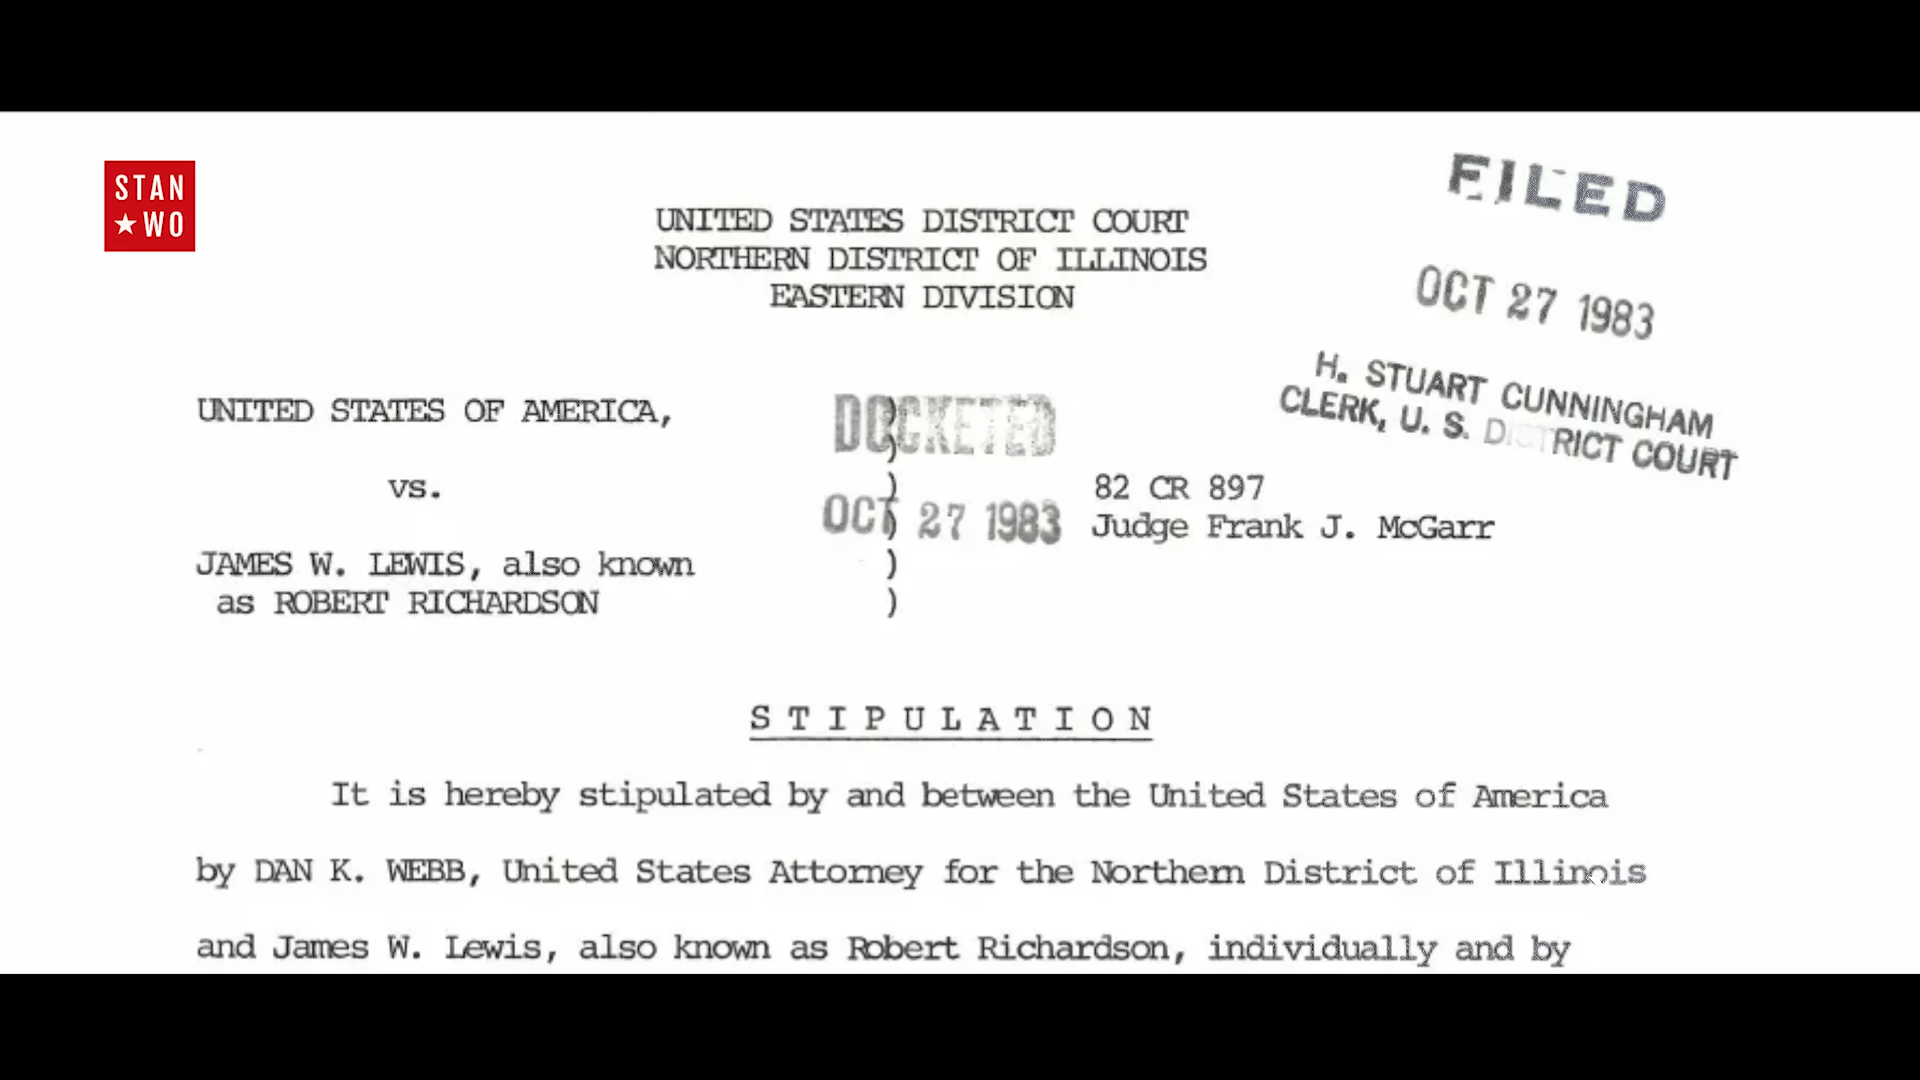 STAN
★WO
FILED
OCT 27 1983
H. STUART CUNNINGHAM
CLERK, U. S. DISTRICT COURT
UNITED STATES DISTRICT COURT
NORTHERN DISTRICT OF ILLINOIS
EASTERN DIVISION
UNITED STATES OF AMERICA,
vs.
JAMES W. LEWIS, also known
as ROBERT RICHARDSON
)
)
)
)
)
DOCKETED
OCT 27 1983
82 CR 897
Judge Frank J. McGarr
STIPULATION
It is hereby stipulated by and between the United States of America
by DAN K. WEBB, United States Attorney for the Northern District of Illinois
and James W. Lewis, also known as Robert Richardson, individually and by